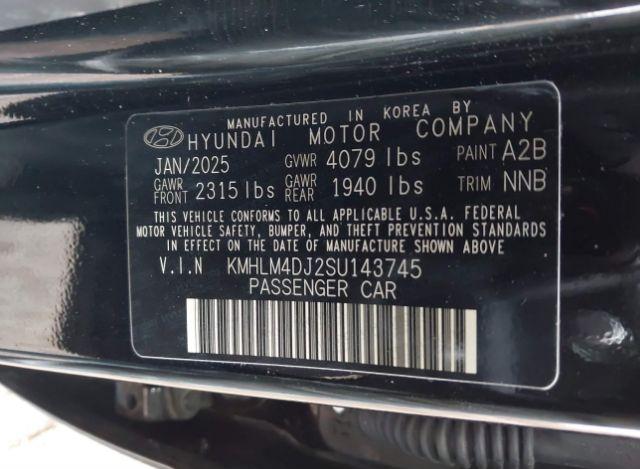 MANUFACTURED IN KOREA BY
HYUNDAI MOTOR COMPANY
JAN/2025 GVWR 4079 lbs PAINT A2B
GAWR FRONT 2315 lbs GAWR REAR 1940 lbs TRIM NNB
THIS VEHICLE CONFORMS TO ALL APPLICABLE U.S.A. FEDERAL
MOTOR VEHICLE SAFETY, BUMPER, AND THEFT PREVENTION STANDARDS
IN EFFECT ON THE DATE OF MANUFACTURE SHOWN ABOVE
V.I.N KMHLM4DJ2SU143745
PASSENGER CAR